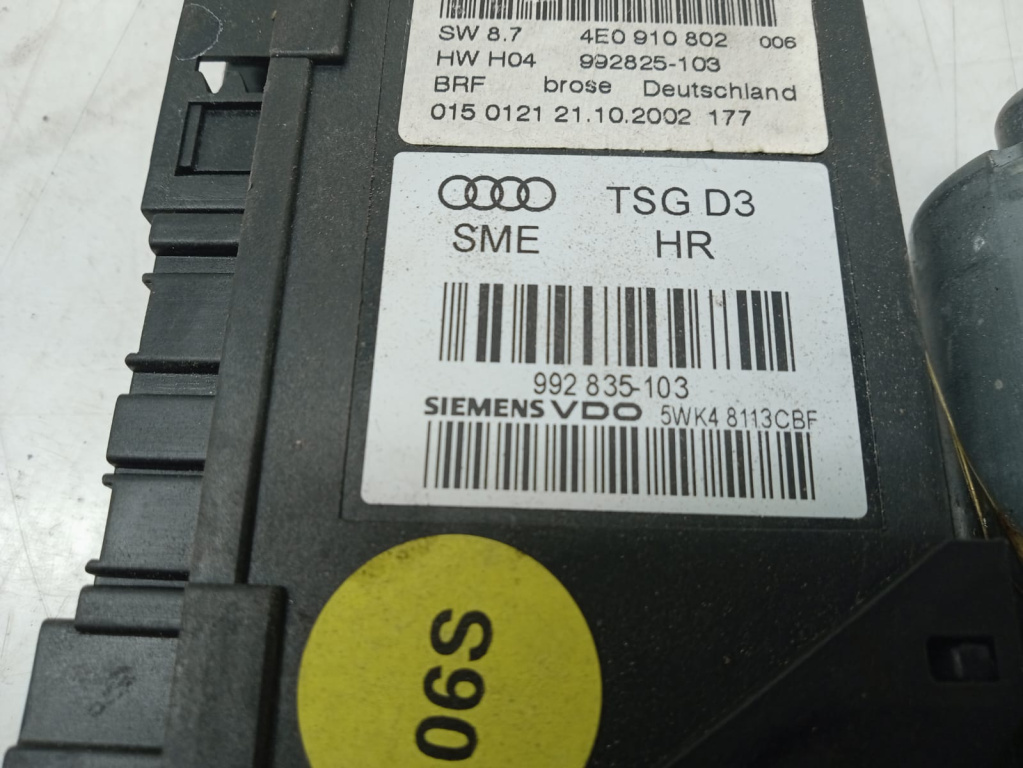 SW 8.7 4E0 910 802 006
HW H04 992825-103
BRF brose Deutschland
015 0121 21.10.2002 177
TSG D3
SME HR
992 835-103
SIEMENS VDO 5WK4 8113CBF
06S